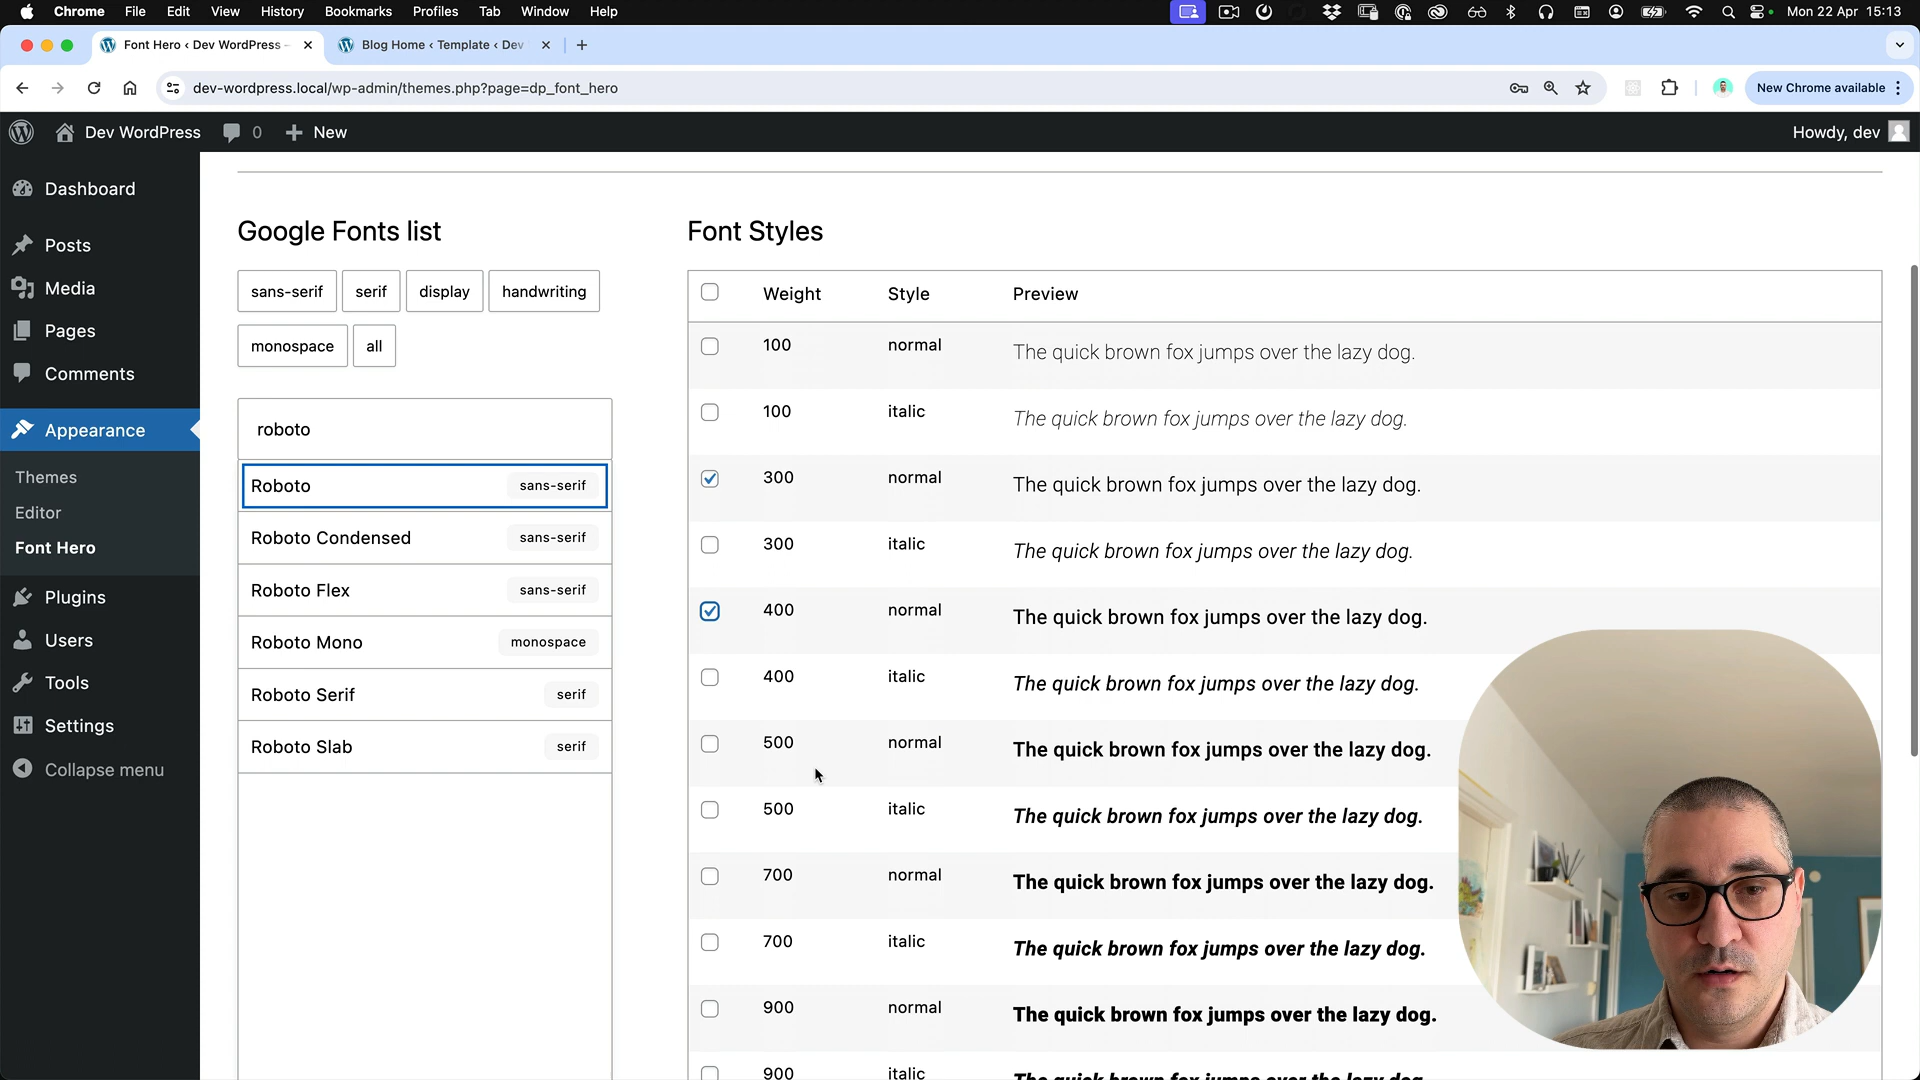 Chrome File Edit View History Bookmarks Profiles Tab Window Help Mon 22 Apr 15:13
Font Hero ‹ Dev WordPress –
Blog Home ‹ Template ‹ Dev
dev-wordpress.local/wp-admin/themes.php?page=dp_font_hero
New Chrome available
Dev WordPress 0 New Howdy, dev
Dashboard
Posts
Media
Pages
Comments
Appearance
Themes
Editor
Font Hero
Plugins
Users
Tools
Settings
Collapse menu
Google Fonts list
sans-serif serif display handwriting
monospace all
roboto
Roboto sans-serif
Roboto Condensed sans-serif
Roboto Flex sans-serif
Roboto Mono monospace
Roboto Serif serif
Roboto Slab serif
Font Styles
Weight Style Preview
100 normal The quick brown fox jumps over the lazy dog.
100 italic The quick brown fox jumps over the lazy dog.
300 normal The quick brown fox jumps over the lazy dog.
300 italic The quick brown fox jumps over the lazy dog.
400 normal The quick brown fox jumps over the lazy dog.
400 italic The quick brown fox jumps over the lazy dog.
500 normal The quick brown fox jumps over the lazy dog.
500 italic The quick brown fox jumps over the lazy dog.
700 normal The quick brown fox jumps over the lazy dog.
700 italic The quick brown fox jumps over the lazy dog.
900 normal The quick brown fox jumps over the lazy dog.
900 italic The quick brown fox jumps over the lazy dog.